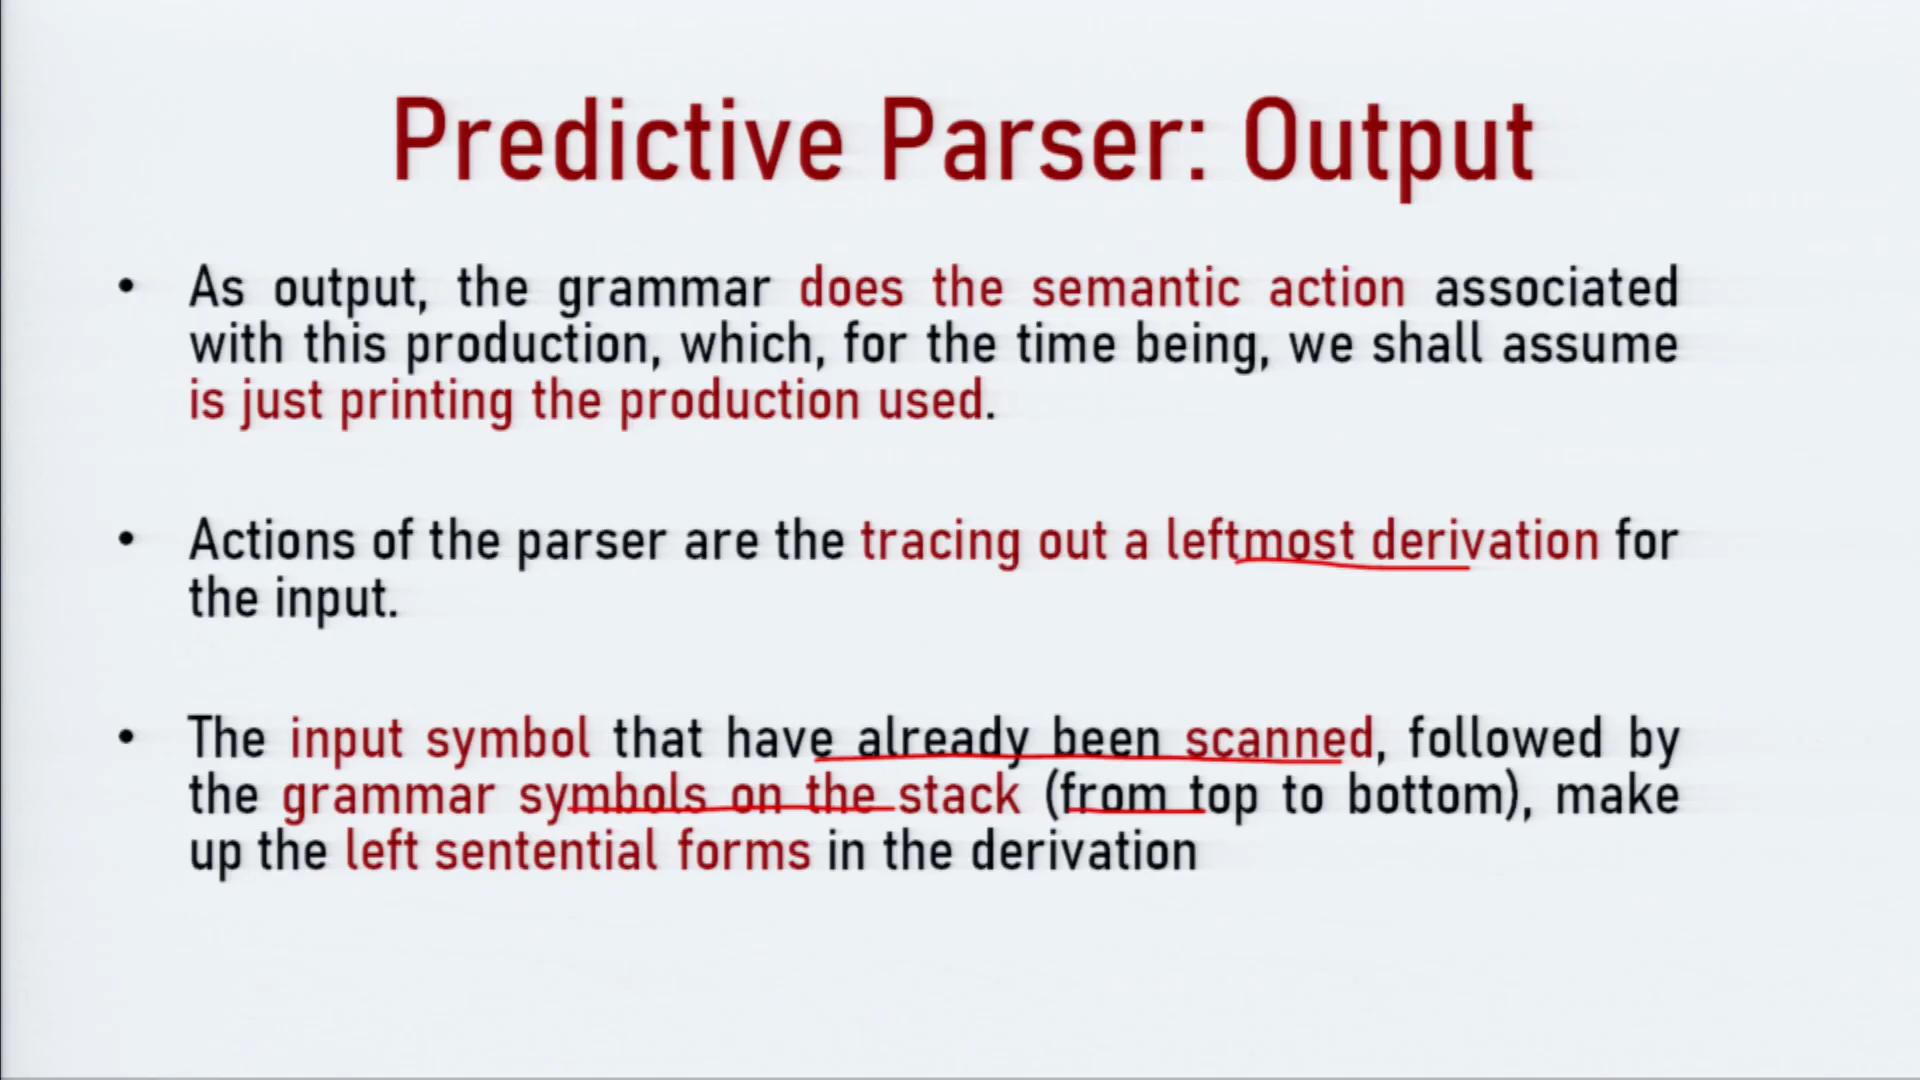 Predictive Parser: Output
• As output, the grammar does the semantic action associated
with this production, which, for the time being, we shall assume
is just printing the production used.
• Actions of the parser are the tracing out a leftmost derivation for
the input.
• The input symbol that have already been scanned, followed by
the grammar symbols on the stack (from top to bottom), make
up the left sentential forms in the derivation